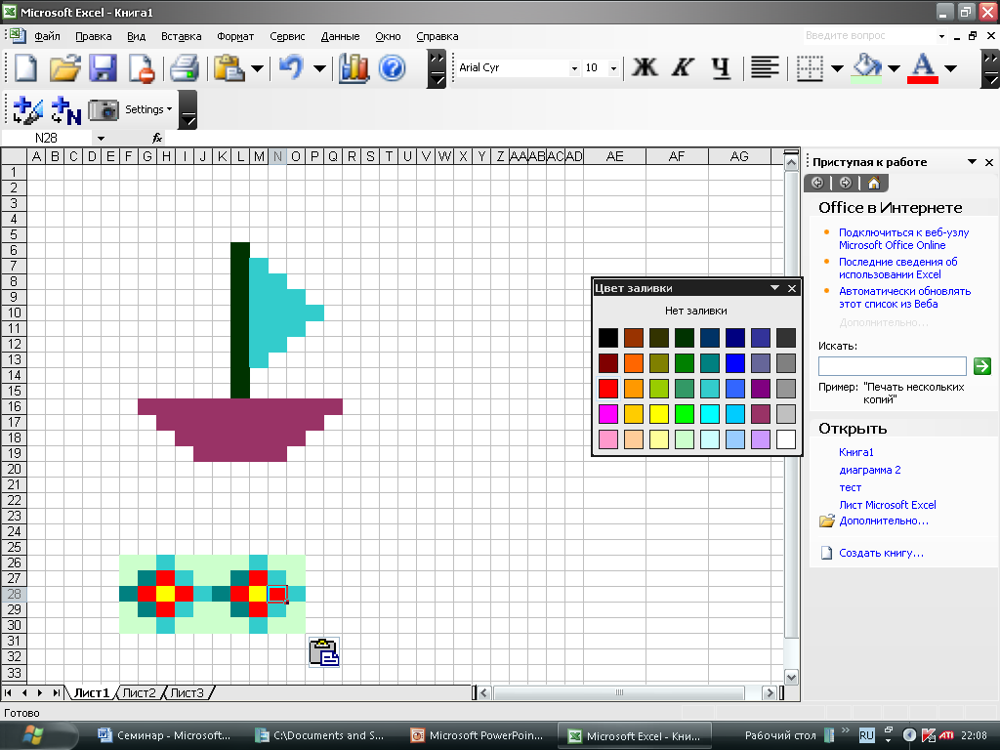 Microsoft Excel - Книга1
Файл Правка Вид Вставка Формат Сервис Данные Окно Справка
Введите вопрос
Arial Cyr 10 Ж К Ч А
N Settings
N28 fx
A B C D E F G H I J K L M N O P Q R S T U V W X Y Z AA AB AC AD AE AF AG
1
2
3
4
5
6
7
8
9
10
11
12
13
14
15
16
17
18
19
20
21
22
23
24
25
26
27
28
29
30
31
32
33
Цвет заливки
Нет заливки
Приступая к работе
Office в Интернете
Подключиться к веб-узлу
Microsoft Office Online
Последние сведения об
использовании Excel
Автоматически обновлять
этот список из Веба
Дополнительно...
Искать:
Пример: "Печать нескольких
копий"
Открыть
Книга1
диаграмма 2
тест
Лист Microsoft Excel
Дополнительно...
Создать книгу...
Лист1 Лист2 Лист3
Готово
Семинар - Microsoft... C:\Documents and S... Microsoft PowerPoin... Microsoft Excel - Кни... Рабочий стол RU ATI 22:08